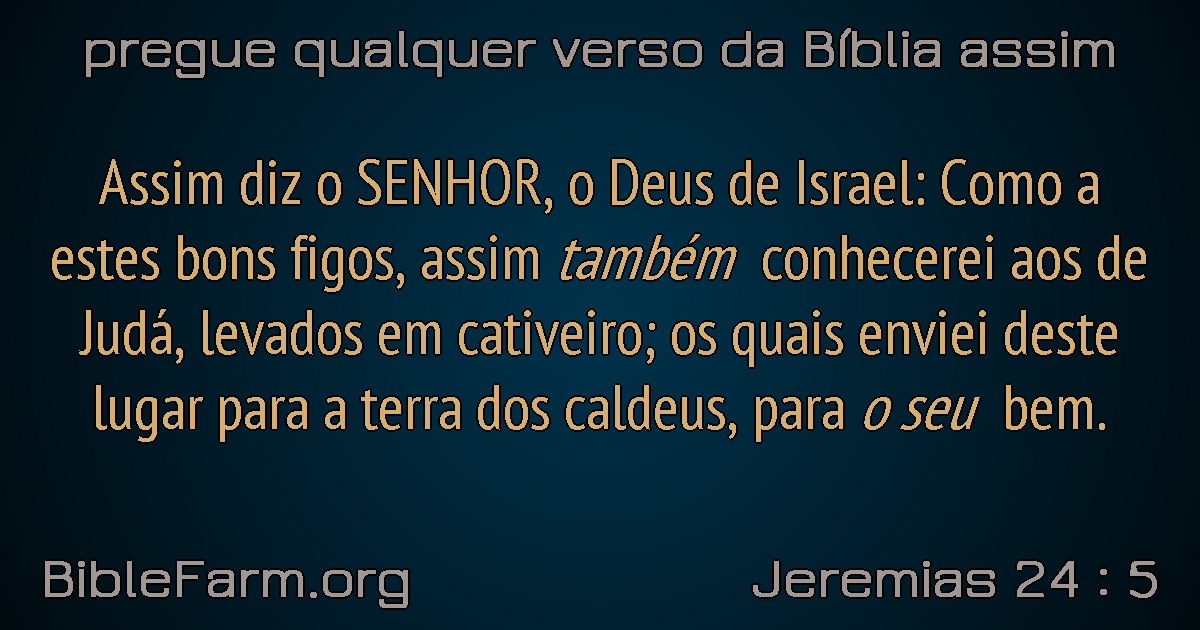 pregue qualquer verso da Bíblia assim
Assim diz o SENHOR, o Deus de Israel: Como a
estes bons figos, assim também conhecerei aos de
Judá, levados em cativeiro; os quais enviei deste
lugar para a terra dos caldeus, para o seu bem.
BibleFarm.org
Jeremias 24 : 5